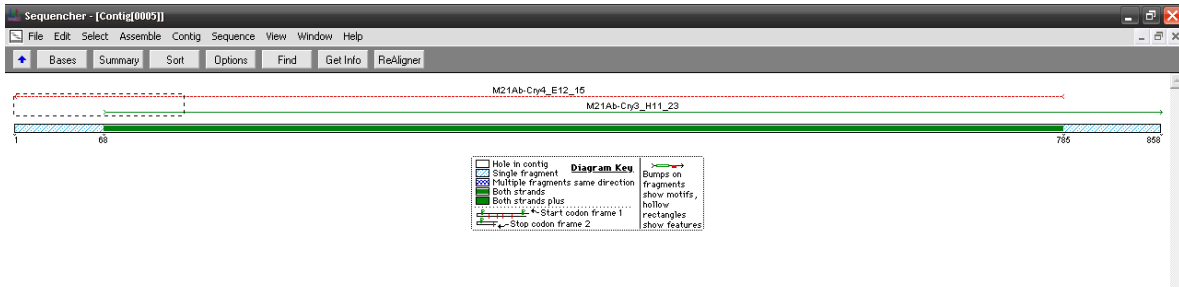 Sequencher - [Contig[0005]]
File Edit Select Assemble Contig Sequence View Window Help
Bases Summary Sort Options Find Get Info ReAligner
M21Ab-Cry4_E12_15
M21Ab-Cry3_H11_23
1 68 785 858
Diagram Key
Hole in contig
Single fragment
Multiple fragments same direction
Both strands
Both strands plus
Start codon frame 1
Stop codon frame 2
Bumps on
fragments
show motifs,
hollow
rectangles
show features